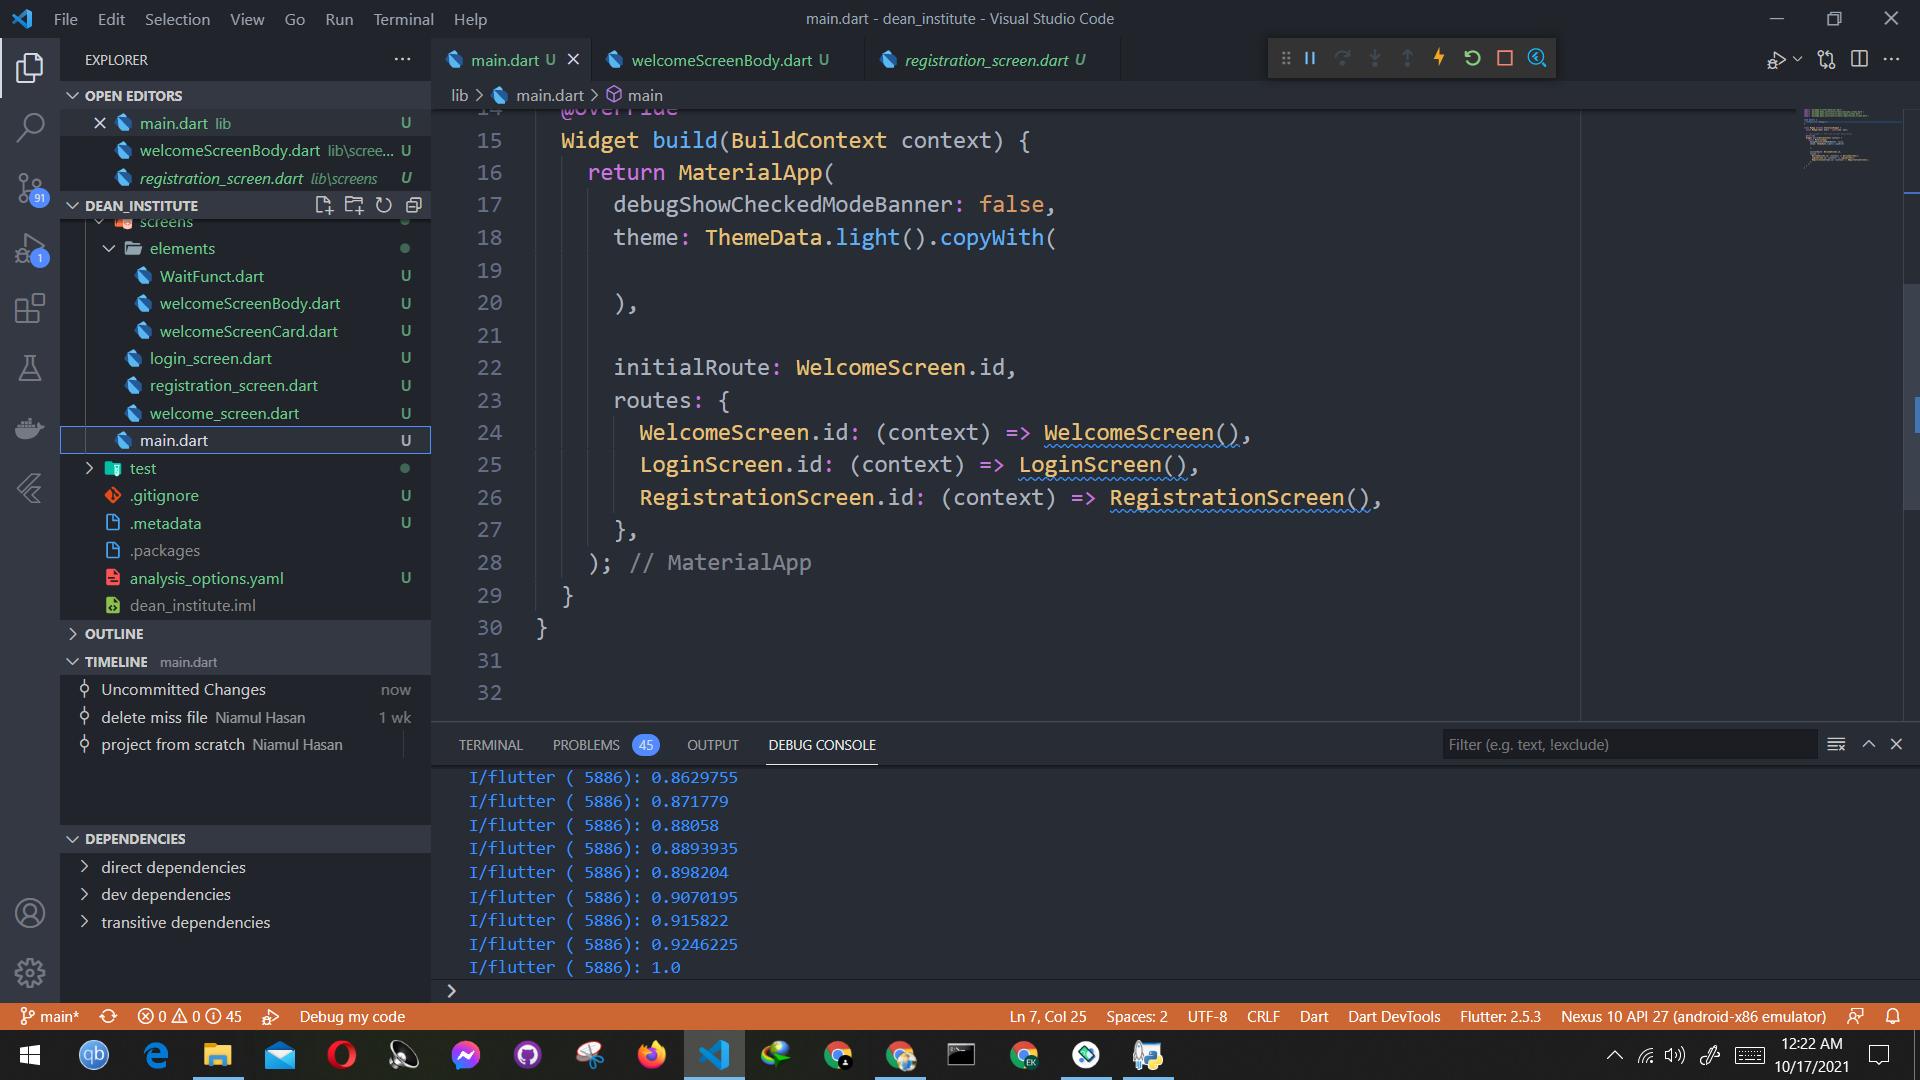 File Edit Selection View Go Run Terminal Help
main.dart - dean_institute - Visual Studio Code
EXPLORER
OPEN EDITORS
main.dart lib U
welcomeScreenBody.dart lib\scree... U
registration_screen.dart lib\screens U
DEAN_INSTITUTE
screens
elements
WaitFunct.dart U
welcomeScreenBody.dart U
welcomeScreenCard.dart U
login_screen.dart U
registration_screen.dart U
welcome_screen.dart U
main.dart U
test
.gitignore U
.metadata U
.packages
analysis_options.yaml U
dean_institute.iml
OUTLINE
TIMELINE main.dart
Uncommitted Changes now
delete miss file Niamul Hasan 1 wk
project from scratch Niamul Hasan
DEPENDENCIES
direct dependencies
dev dependencies
transitive dependencies
91
1
main.dart U
welcomeScreenBody.dart U
registration_screen.dart U
lib > main.dart > main
14 @override
15 Widget build(BuildContext context) {
16 return MaterialApp(
17 debugShowCheckedModeBanner: false,
18 theme: ThemeData.light().copyWith(
19
20 ),
21
22 initialRoute: WelcomeScreen.id,
23 routes: {
24 WelcomeScreen.id: (context) => WelcomeScreen(),
25 LoginScreen.id: (context) => LoginScreen(),
26 RegistrationScreen.id: (context) => RegistrationScreen(),
27 },
28 ); // MaterialApp
29 }
30 }
31
32
TERMINAL PROBLEMS 45 OUTPUT DEBUG CONSOLE
Filter (e.g. text, !exclude)
I/flutter ( 5886): 0.8629755
I/flutter ( 5886): 0.871779
I/flutter ( 5886): 0.88058
I/flutter ( 5886): 0.8893935
I/flutter ( 5886): 0.898204
I/flutter ( 5886): 0.9070195
I/flutter ( 5886): 0.915822
I/flutter ( 5886): 0.9246225
I/flutter ( 5886): 1.0
>
main* 0 0 45 Debug my code
Ln 7, Col 25 Spaces: 2 UTF-8 CRLF Dart Dart DevTools Flutter: 2.5.3 Nexus 10 API 27 (android-x86 emulator)
qb
EK
12:22 AM
10/17/2021